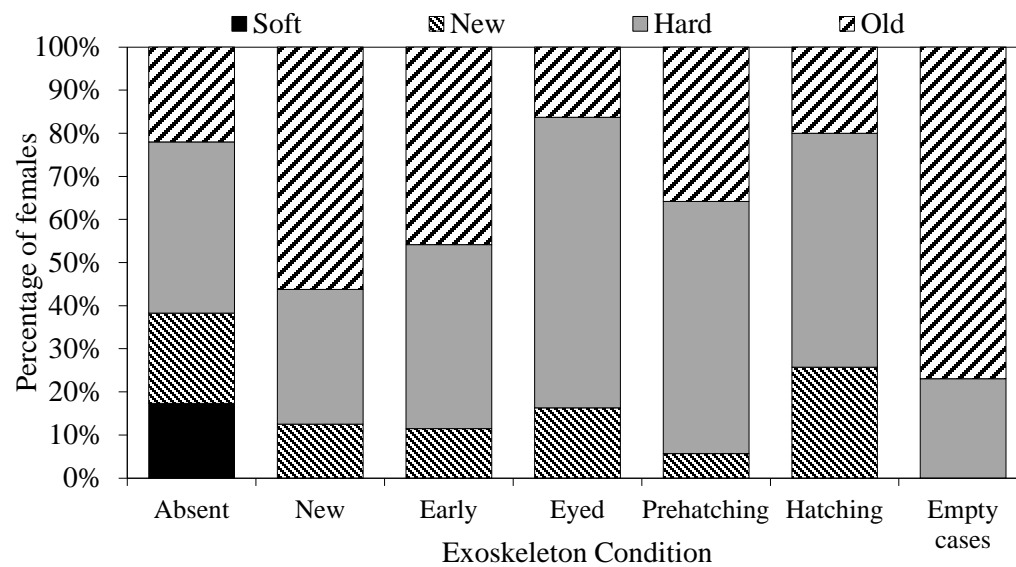 Soft New Hard Old
100%
90%
80%
70%
60%
50%
40%
30%
20%
10%
0%
Percentage of females
Absent New Early Eyed Prehatching Hatching Empty
cases
Exoskeleton Condition